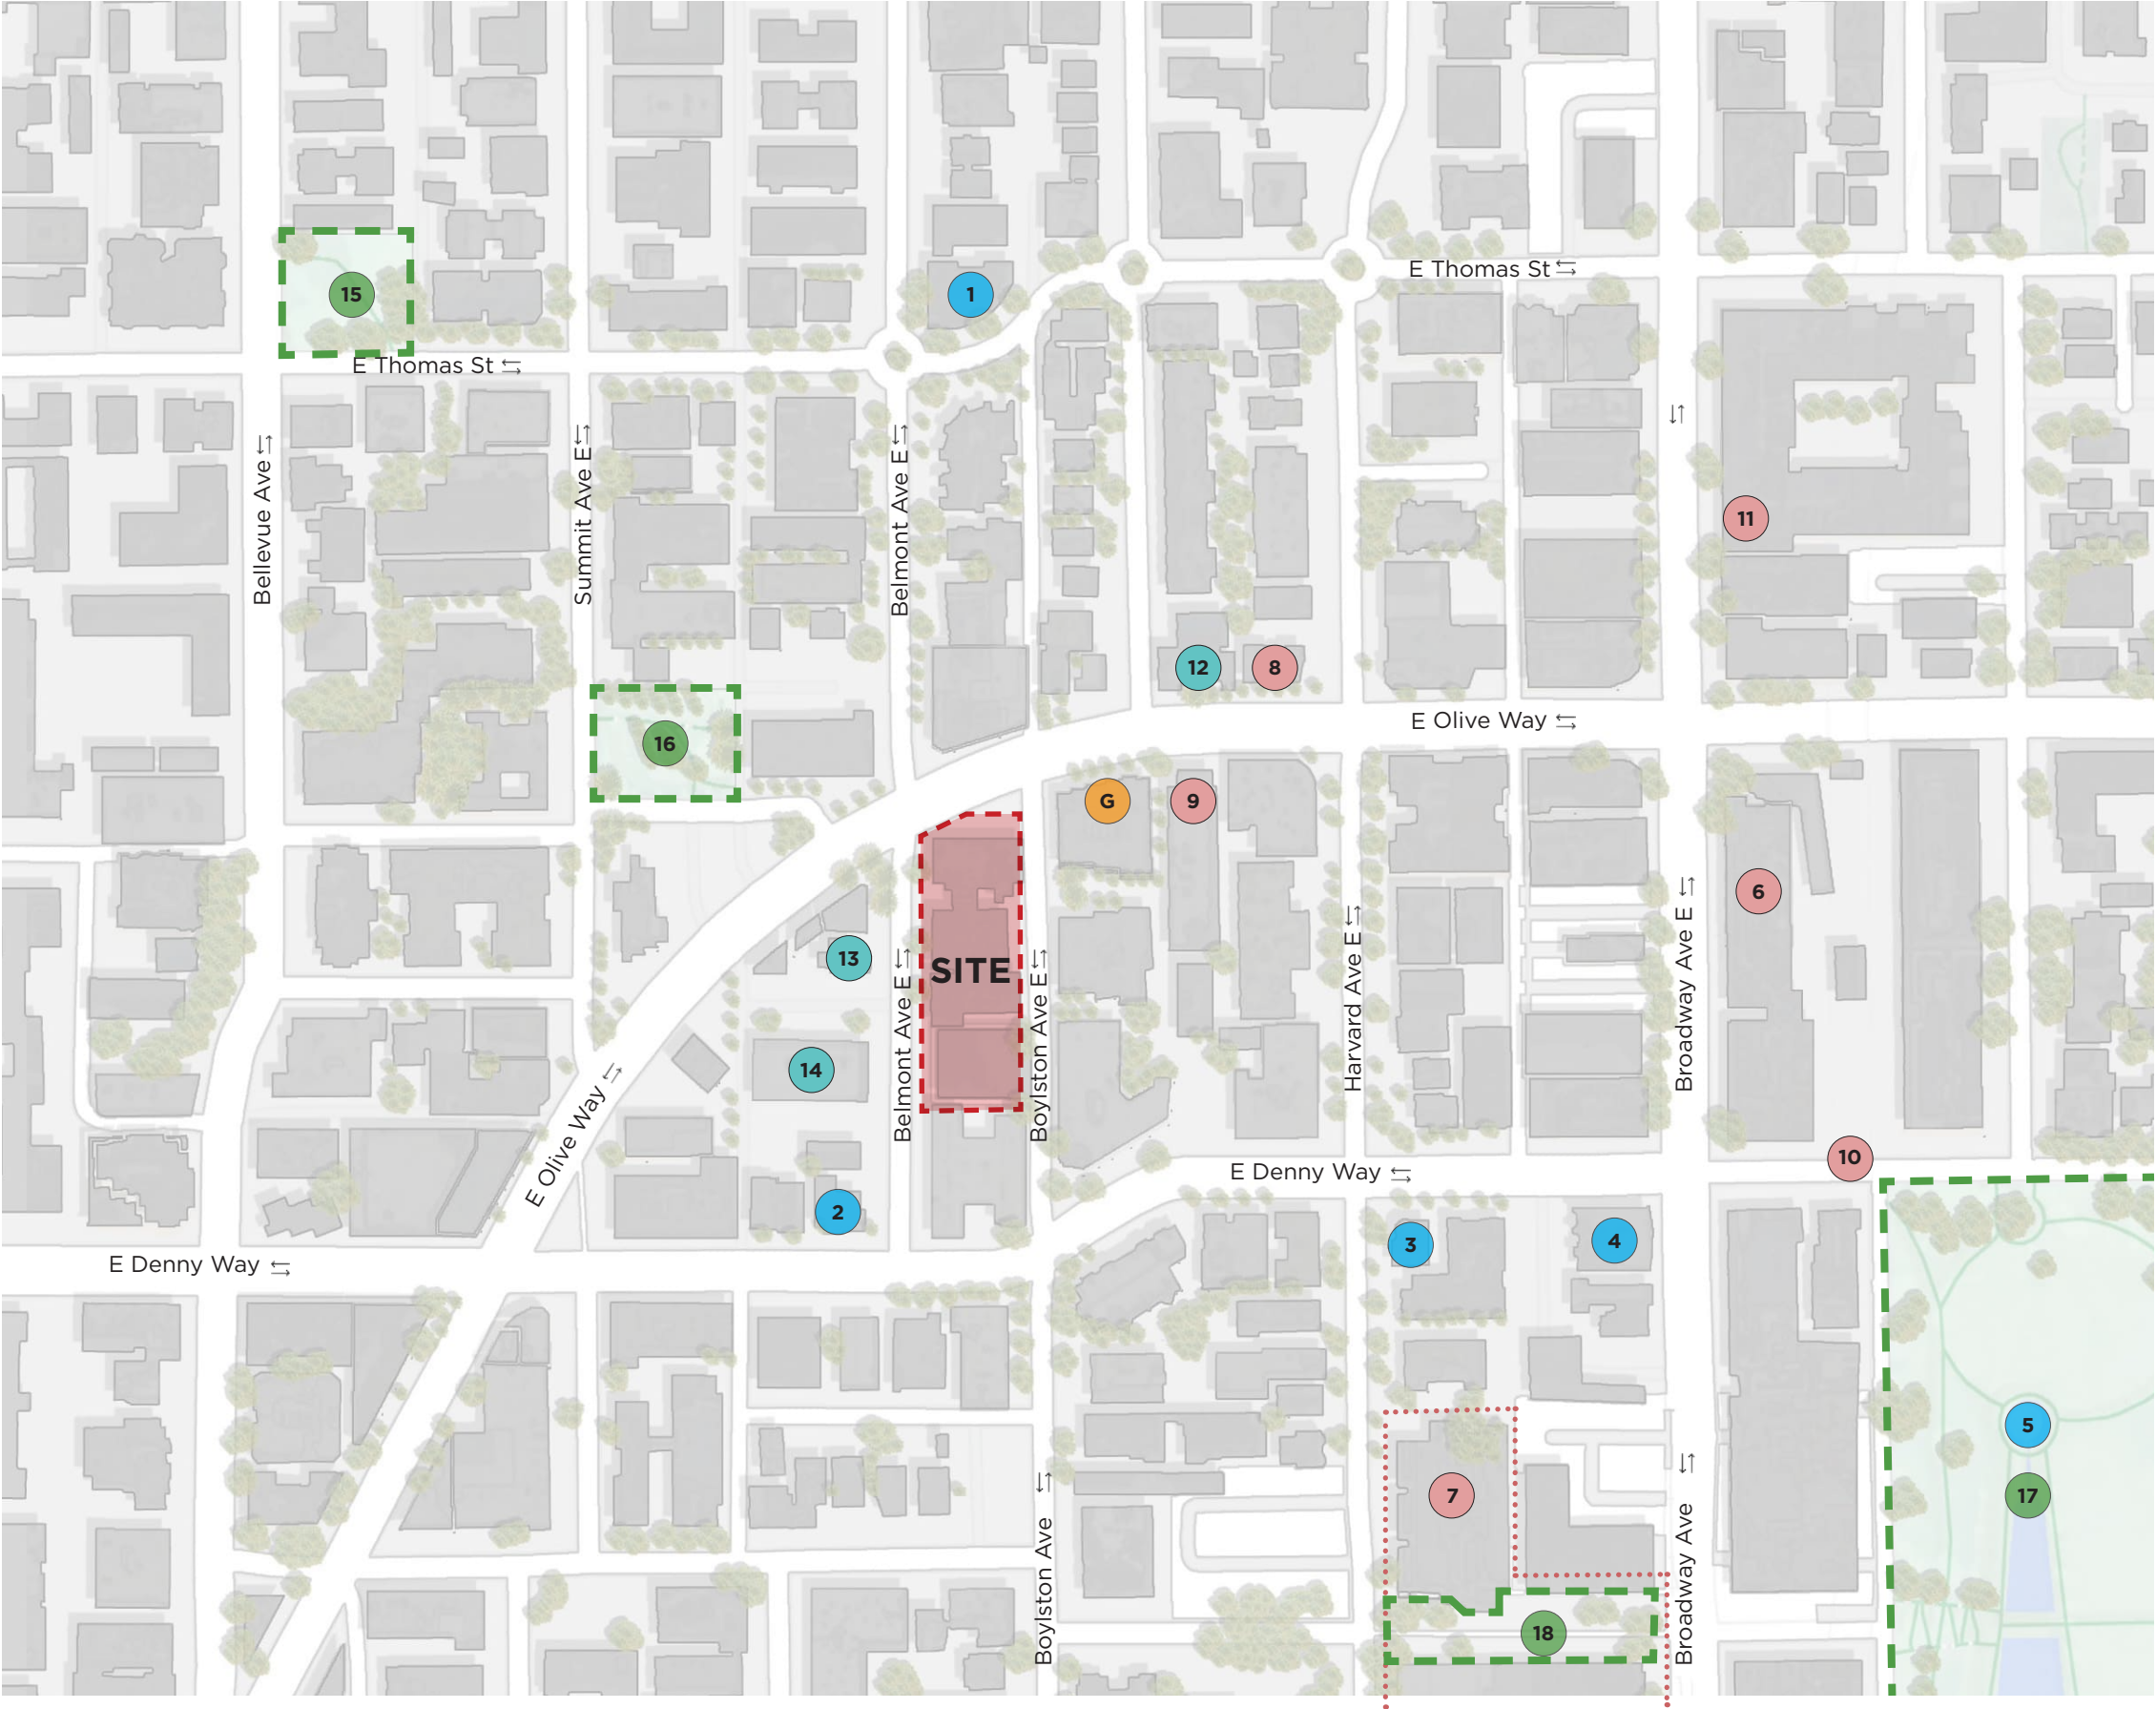 E Thomas St
15
1
E Thomas St
Bellevue Ave
Summit Ave E
Belmont Ave E
11
12
8
E Olive Way
16
G
9
6
13
SITE
Belmont Ave E
Boylston Ave E
Harvard Ave E
Broadway Ave E
14
E Olive Way
10
E Denny Way
2
3
4
E Denny Way
5
7
17
Boylston Ave
Broadway Ave
18